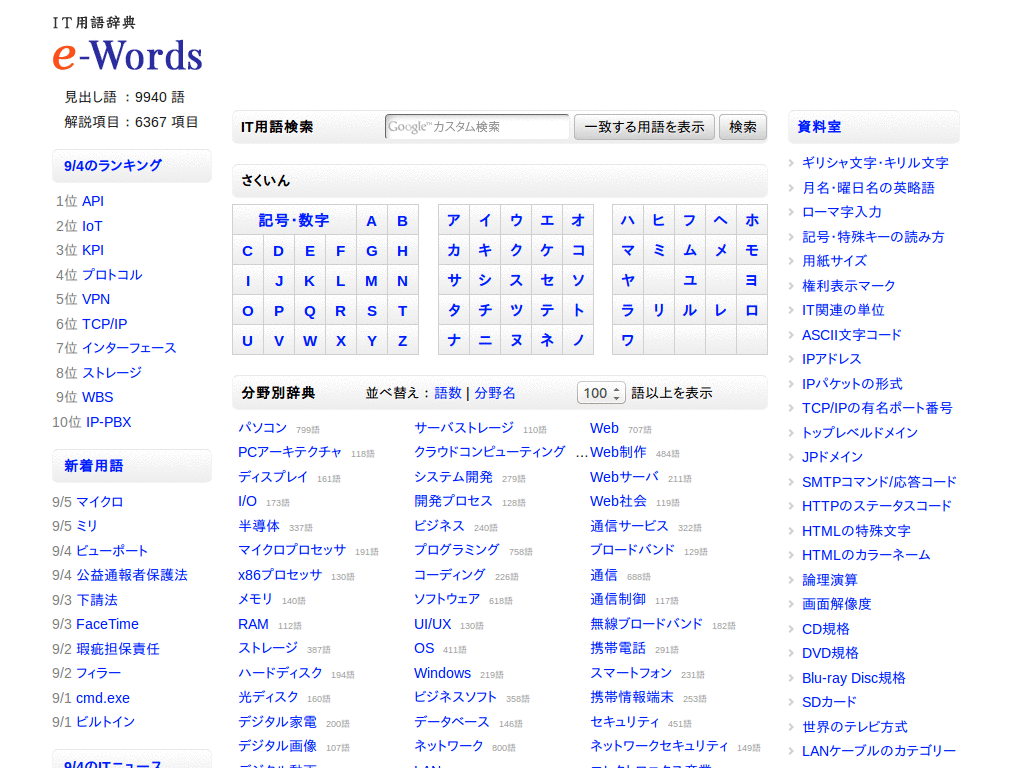 IT用語辞典
e-Words
見出し語 ： 9940 語
解説項目 ： 6367 項目
9/4のランキング
1位 API
2位 IoT
3位 KPI
4位 プロトコル
5位 VPN
6位 TCP/IP
7位 インターフェース
8位 ストレージ
9位 WBS
10位 IP-PBX
新着用語
9/5 マイクロ
9/5 ミリ
9/4 ビューポート
9/4 公益通報者保護法
9/3 下請法
9/3 FaceTime
9/2 瑕疵担保責任
9/2 フィラー
9/1 cmd.exe
9/1 ビルトイン
9/4のITニュース
IT用語検索 Google™カスタム検索 一致する用語を表示 検索
さくいん
記号・数字 A B
C D E F G H
I J K L M N
O P Q R S T
U V W X Y Z
ア イ ウ エ オ
カ キ ク ケ コ
サ シ ス セ ソ
タ チ ツ テ ト
ナ ニ ヌ ネ ノ
ハ ヒ フ ヘ ホ
マ ミ ム メ モ
ヤ ユ ヨ
ラ リ ル レ ロ
ワ
分野別辞典 並べ替え : 語数 | 分野名 100 語以上を表示
パソコン 799語
PCアーキテクチャ 118語
ディスプレイ 161語
I/O 173語
半導体 337語
マイクロプロセッサ 191語
x86プロセッサ 130語
メモリ 140語
RAM 112語
ストレージ 387語
ハードディスク 194語
光ディスク 160語
デジタル家電 200語
デジタル画像 107語
デジタル動画
サーバストレージ 110語
クラウドコンピューティング ...
システム開発 279語
開発プロセス 128語
ビジネス 240語
プログラミング 758語
コーディング 226語
ソフトウェア 618語
UI/UX 130語
OS 411語
Windows 219語
ビジネスソフト 358語
データベース 146語
ネットワーク 800語
LAN
Web 707語
Web制作 484語
Webサーバ 211語
Web社会 119語
通信サービス 322語
ブロードバンド 129語
通信 688語
通信制御 117語
無線ブロードバンド 182語
携帯電話 291語
スマートフォン 231語
携帯情報端末 253語
セキュリティ 451語
ネットワークセキュリティ 149語
エレクトロニクス産業
資料室
ギリシャ文字・キリル文字
月名・曜日名の英略語
ローマ字入力
記号・特殊キーの読み方
用紙サイズ
権利表示マーク
IT関連の単位
ASCII文字コード
IPアドレス
IPパケットの形式
TCP/IPの有名ポート番号
トップレベルドメイン
JPドメイン
SMTPコマンド/応答コード
HTTPのステータスコード
HTMLの特殊文字
HTMLのカラーネーム
論理演算
画面解像度
CD規格
DVD規格
Blu-ray Disc規格
SDカード
世界のテレビ方式
LANケーブルのカテゴリー